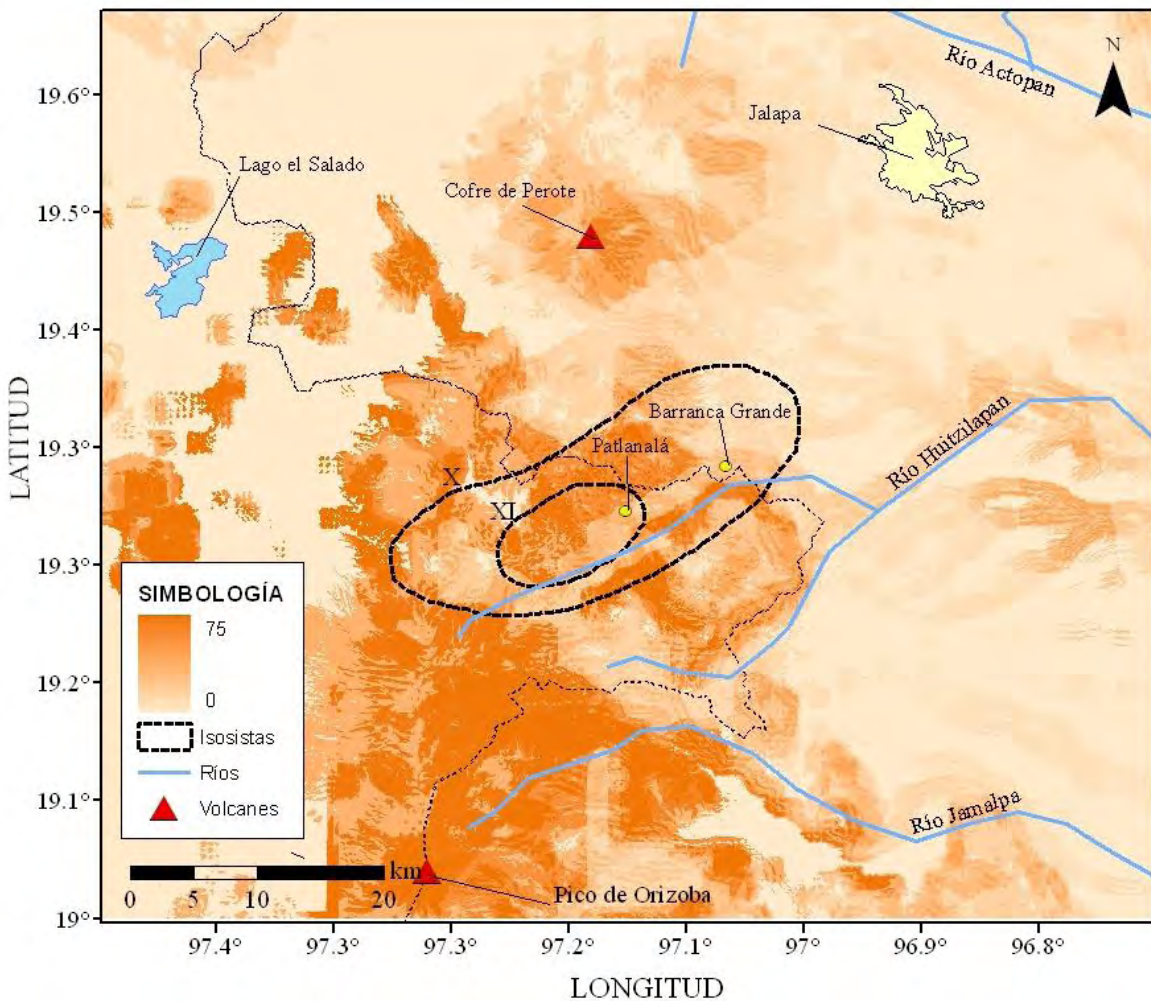 N
Río Actopan
Jalapa
Lago el Salado
Cofre de Perote
19.6°
19.5°
19.4°
19.3°
19.3°
19.2°
19.1°
19°
LATITUD
Barranca Grande
Patlanalá
X
XI
Río Huitzilapan
Río Jamalpa
Pico de Orizoba
SIMBOLOGÍA
75
0
Isosistas
Ríos
Volcanes
km
0 5 10 20
97.4° 97.3° 97.3° 97.2° 97.1° 97° 96.9° 96.8°
LONGITUD